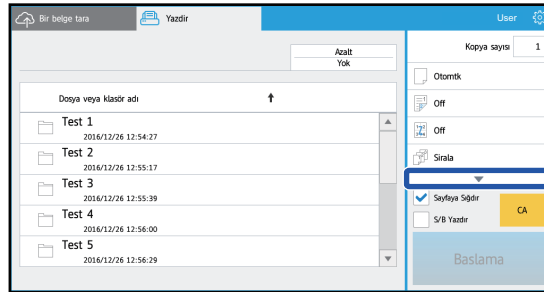 Bir belge tara
Yazdir
User
Azalt
Yok
Kopya sayısı 1
Otomtk
Off
Off
Sirala
Dosya veya klasör adı
Test 1
2016/12/26 12:54:27
Test 2
2016/12/26 12:55:17
Test 3
2016/12/26 12:55:39
Test 4
2016/12/26 12:56:00
Test 5
2016/12/26 12:56:29
Sayfaya Sığdır
S/B Yazdır
CA
Baslama